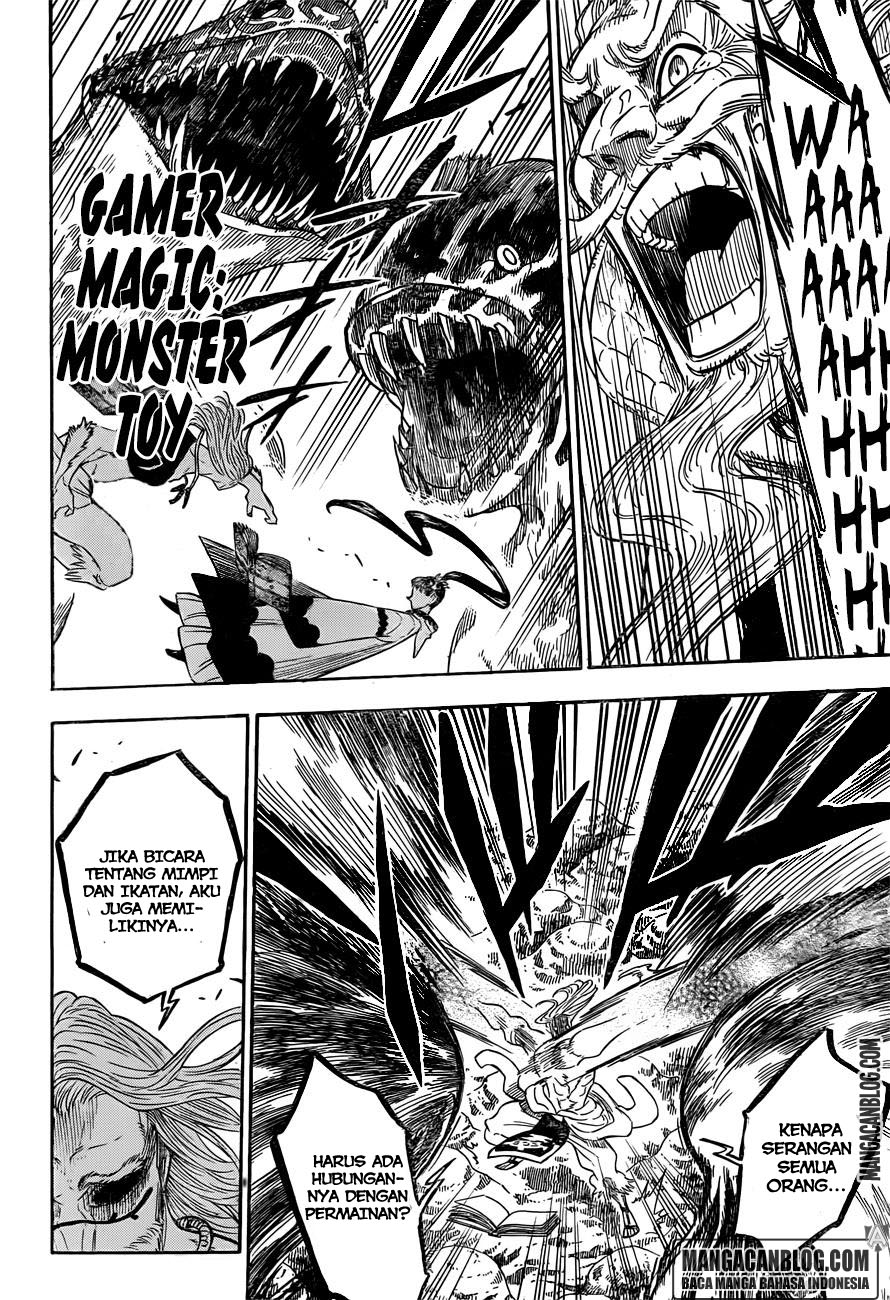 WA
AAA
AAAA
AHH
HH
HH
HH
H
GAMER
MAGIC:
MONSTER
TOY
KENAPA
SERANGAN
SEMUA
ORANG...
HARUS ADA
HUBUNGAN-
NYA DENGAN
PERMAINAN?
JIKA BICARA
TENTANG MIMPI
DAN IKATAN, AKU
JUGA MEMI-
LIKINYA...
MANGACANBLOG.COM
MANGACANBLOG.COM
BACA MANGA BAHASA INDONESIA